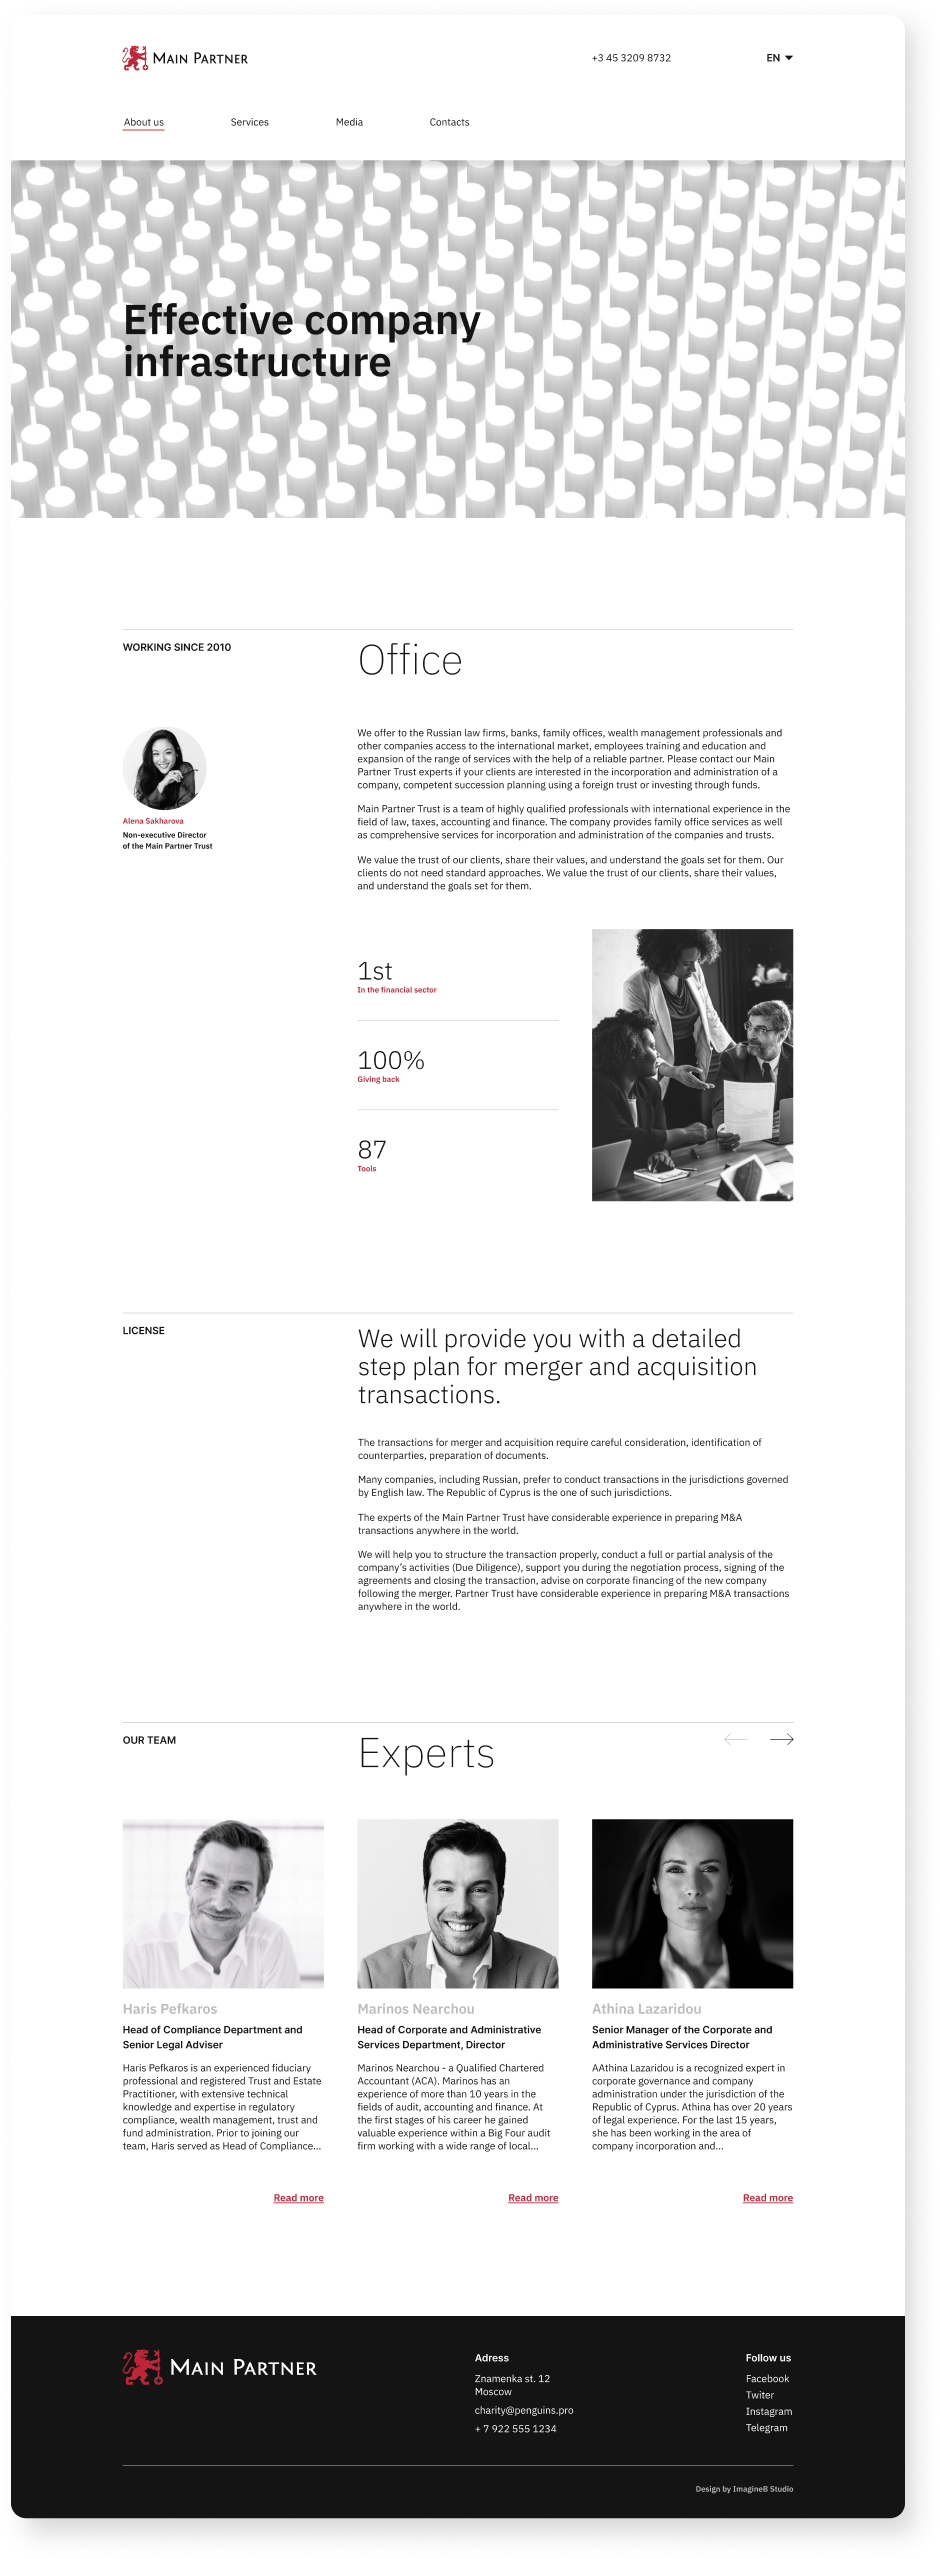 MAIN PARTNER
+3 45 3209 8732
EN
About us
Services
Media
Contacts
Effective company
infrastructure
WORKING SINCE 2010
Office
Alena Sakharova
Non-executive Director
of the Main Partner Trust
We offer to the Russian law firms, banks, family offices, wealth management professionals and
other companies access to the international market, employees training and education and
expansion of the range of services with the help of a reliable partner. Please contact our Main
Partner Trust experts if your clients are interested in the incorporation and administration of a
company, competent succession planning using a foreign trust or investing through funds.
Main Partner Trust is a team of highly qualified professionals with international experience in the
field of law, taxes, accounting and finance. The company provides family office services as well
as comprehensive services for incorporation and administration of the companies and trusts.
We value the trust of our clients, share their values, and understand the goals set for them. Our
clients do not need standard approaches. We value the trust of our clients, share their values,
and understand the goals set for them.
1st
In the financial sector
100%
Giving back
87
Tools
LICENSE
We will provide you with a detailed
step plan for merger and acquisition
transactions.
The transactions for merger and acquisition require careful consideration, identification of
counterparties, preparation of documents.
Many companies, including Russian, prefer to conduct transactions in the jurisdictions governed
by English law. The Republic of Cyprus is the one of such jurisdictions.
The experts of the Main Partner Trust have considerable experience in preparing M&A
transactions anywhere in the world.
We will help you to structure the transaction properly, conduct a full or partial analysis of the
company's activities (Due Diligence), support you during the negotiation process, signing of the
agreements and closing the transaction, advise on corporate financing of the new company
following the merger. Partner Trust have considerable experience in preparing M&A transactions
anywhere in the world.
OUR TEAM
Experts
Haris Pefkaros
Head of Compliance Department and
Senior Legal Adviser
Haris Pefkaros is an experienced fiduciary
professional and registered Trust and Estate
Practitioner, with extensive technical
knowledge and expertise in regulatory
compliance, wealth management, trust and
fund administration. Prior to joining our
team, Haris served as Head of Compliance...
Read more
Marinos Nearchou
Head of Corporate and Administrative
Services Department, Director
Marinos Nearchou - a Qualified Chartered
Accountant (ACA). Marinos has an
experience of more than 10 years in the
fields of audit, accounting and finance. At
the first stages of his career he gained
valuable experience within a Big Four audit
firm working with a wide range of local...
Read more
Athina Lazaridou
Senior Manager of the Corporate and
Administrative Services Director
AAthina Lazaridou is a recognized expert in
corporate governance and company
administration under the jurisdiction of the
Republic of Cyprus. Athina has over 20 years
of legal experience. For the last 15 years,
she has been working in the area of
company incorporation and...
Read more
MAIN PARTNER
Adress
Znamenka st. 12
Moscow
charity@penguins.pro
+ 7 922 555 1234
Follow us
Facebook
Twiter
Instagram
Telegram
Design by ImagineB Studio